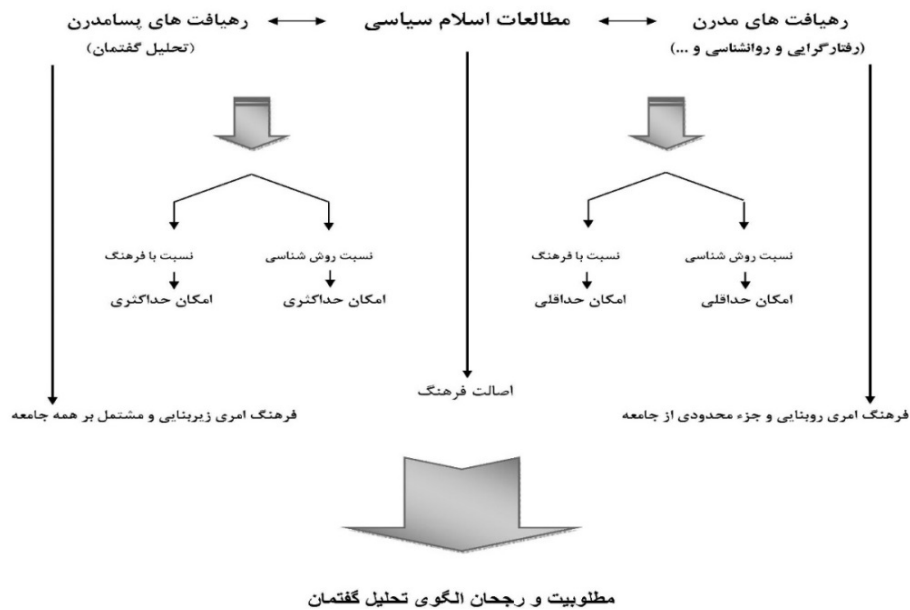 رهیافت های مدرن
مطالعات اسلام سیاسی
رهیافت های پسامدرن
(رفتارگرایی و روانشناسی و ...)
(تحلیل گفتمان)
نسبت روش شناسی
نسبت با فرهنگ
نسبت روش شناسی
نسبت با فرهنگ
امکان حداقلی
امکان حداقلی
امکان حداکثری
امکان حداکثری
اصالت فرهنگ
فرهنگ امری روبنایی و جزء محدودی از جامعه
فرهنگ امری زیربنایی و مشتمل بر همه جامعه
مطلوبیت و رجحان الگوی تحلیل گفتمان